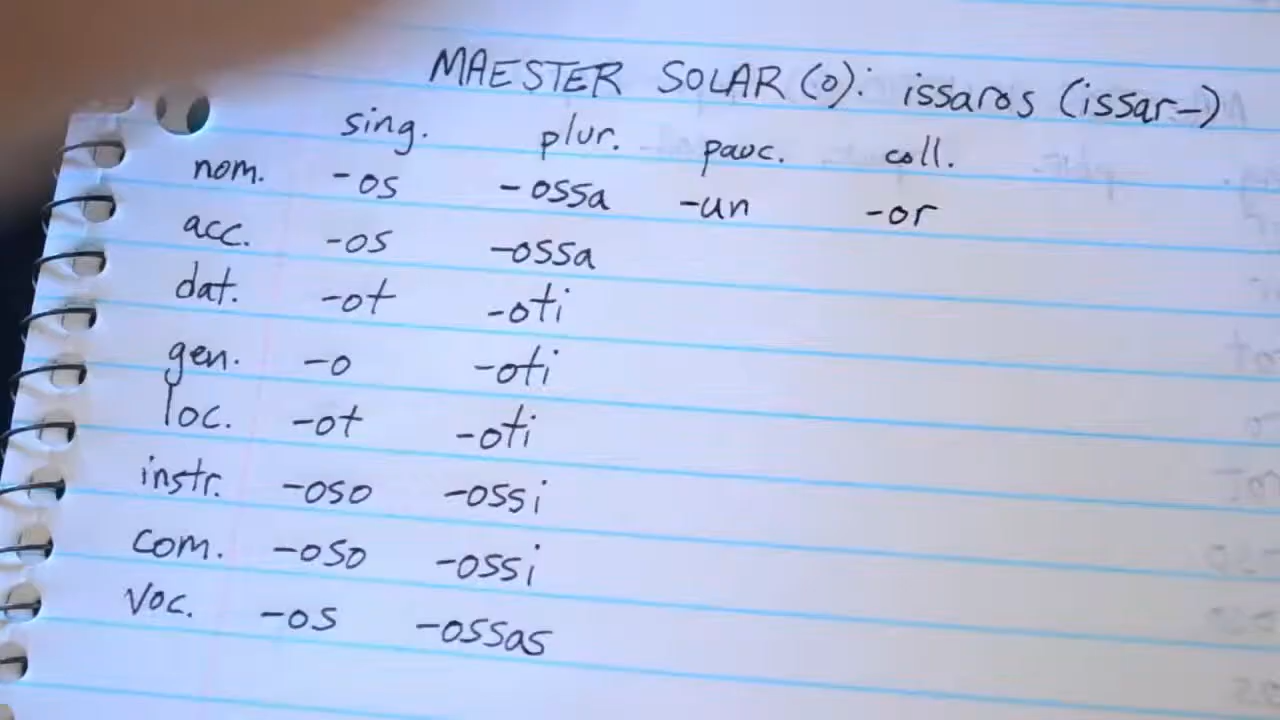 MAESTER SOLAR (o): issaros (issar-)
sing. plur. pauc. coll.
nom. -os -ossa -un -or
acc. -os -ossa
dat. -ot -oti
gen. -o -oti
loc. -ot -oti
instr. -oso -ossi
com. -oso -ossi
voc. -os -ossas